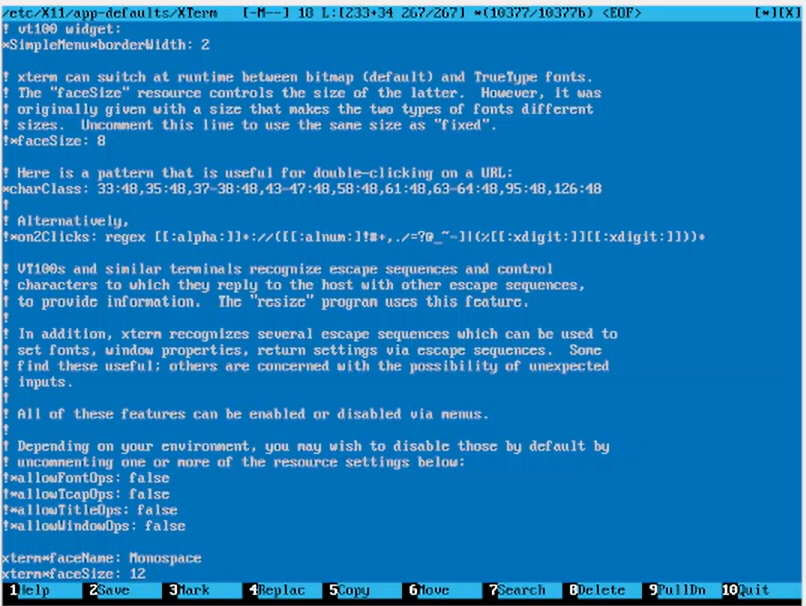 /etc/X11/app-defaults/XTerm [-M--] 18 L:[233+34 267/267] *(10377/10377b) <EOF> [*][X]
! vt100 widget:
*SimpleMenu*borderWidth: 2
! xterm can switch at runtime between bitmap (default) and TrueType fonts.
! The "faceSize" resource controls the size of the latter.  However, it was
! originally given with a size that makes the two types of fonts different
! sizes.  Uncomment this line to use the same size as "fixed".
!*faceSize: 8
! Here is a pattern that is useful for double-clicking on a URL:
*charClass: 33:48,35:48,37-38:48,43-47:48,58:48,61:48,63-64:48,95:48,126:48
!
! Alternatively,
!*on2Clicks: regex [[:alpha:]]+://([[:alnum:]!#+,./=?@_~-]|(%[[:xdigit:]][[:xdigit:]]))+
! VT100s and similar terminals recognize escape sequences and control
! characters to which they reply to the host with other escape sequences,
! to provide information.  The "resize" program uses this feature.
!
! In addition, xterm recognizes several escape sequences which can be used to
! set fonts, window properties, return settings via escape sequences.  Some
! find these useful; others are concerned with the possibility of unexpected
! inputs.
!
! All of these features can be enabled or disabled via menus.
!
! Depending on your environment, you may wish to disable those by default by
! uncommenting one or more of the resource settings below:
!*allowFontOps: false
!*allowTcapOps: false
!*allowTitleOps: false
!*allowWindowOps: false
xterm*faceName: Monospace
xterm*faceSize: 12
1Help 2Save 3Mark 4Replac 5Copy 6Move 7Search 8Delete 9PullDn 10Quit